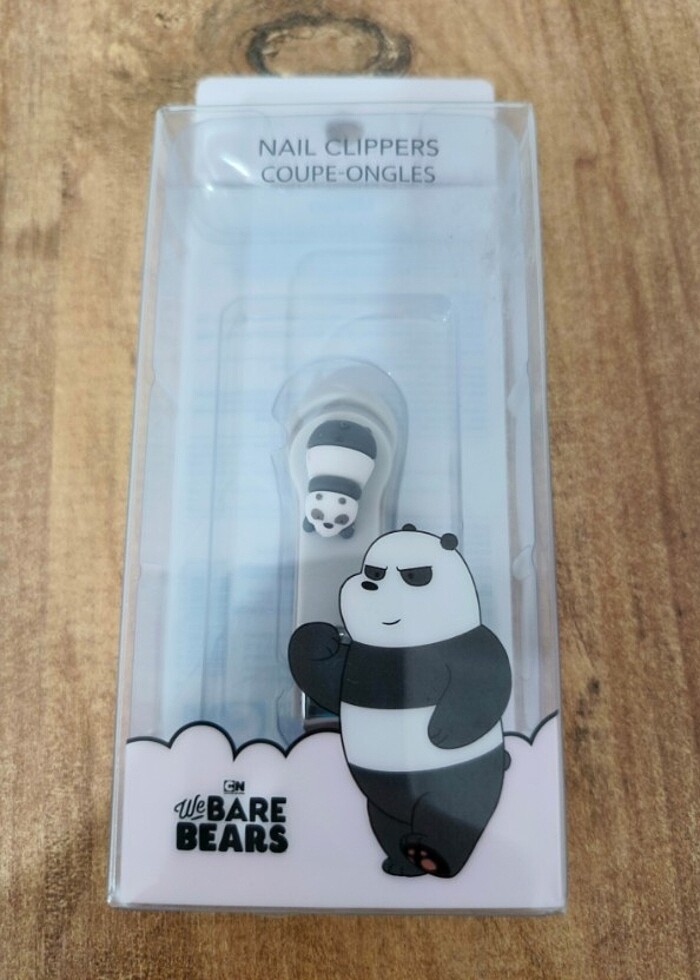 NAIL CLIPPERS
COUPE-ONGLES
CN
We BARE
BEARS